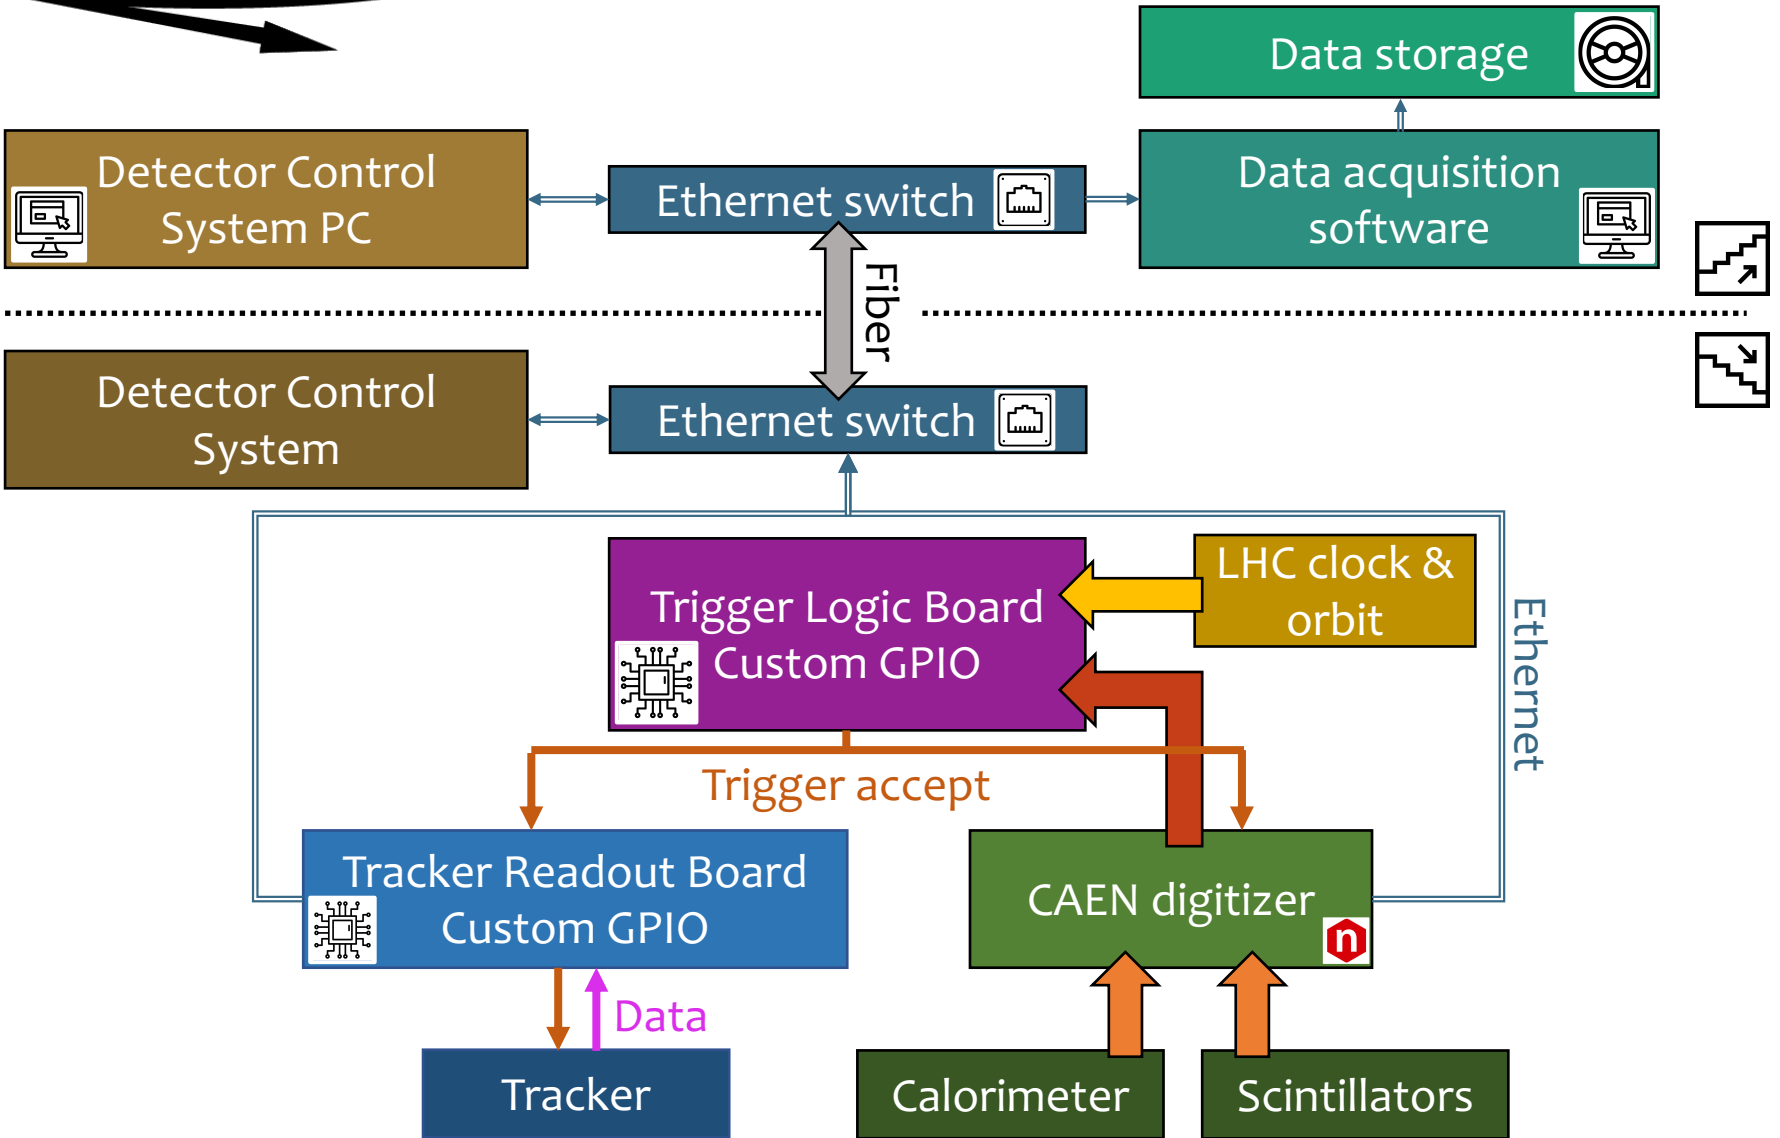 Data storage
Detector Control
System PC
Ethernet switch
Data acquisition
software
Fiber
Detector Control
System
Ethernet switch
LHC clock &
orbit
Trigger Logic Board
Custom GPIO
Ethernet
Trigger accept
Tracker Readout Board
Custom GPIO
CAEN digitizer
n
Data
Tracker
Calorimeter
Scintillators